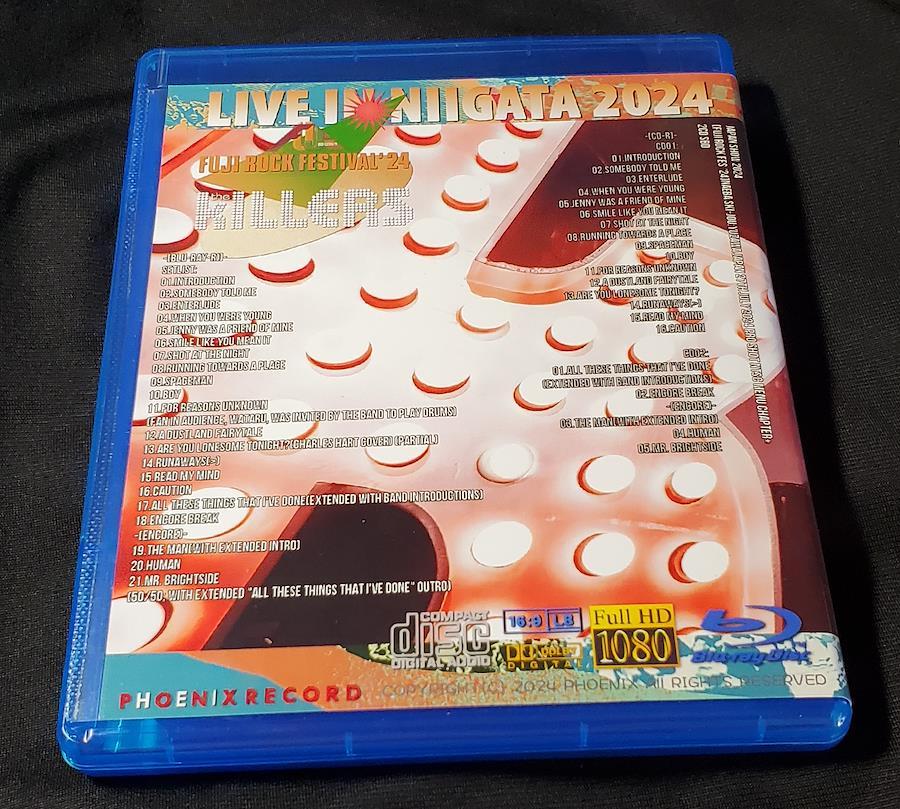 LIVE IN NIIGATA 2024
FUJI ROCK FESTIVAL'24
the
KILLERS
-(BLU-RAY-R)-
SETLIST:
01.INTRODUCTION
02.SOMEBODY TOLD ME
03.ENTERLUDE
04.WHEN YOU WERE YOUNG
05.JENNY WAS A FRIEND OF MINE
06.SMILE LIKE YOU MEAN IT
07.SHOT AT THE NIGHT
08.RUNNING TOWARDS A PLACE
09.SPACEMAN
10.BOY
11.FOR REASONS UNKNOWN
(FAN IN AUDIENCE, WATARU, WAS INVITED BY THE BAND TO PLAY DRUMS)
12.A DUSTLAND FAIRYTALE
13.ARE YOU LONESOME TONIGHT?(CHARLES HART COVER) (PARTIAL)
14.RUNAWAYS(>)
15.READ MY MIND
16.CAUTION
17.ALL THESE THINGS THAT I'VE DONE(EXTENDED WITH BAND INTRODUCTIONS)
18 ENCORE BREAK
-(ENCORE)-
19.THE MAN(WITH EXTENDED INTRO)
20.HUMAN
21.MR. BRIGHTSIDE
(50/50, WITH EXTENDED "ALL THESE THINGS THAT I'VE DONE" OUTRO)
-(CD-R)-
CD01:
01.INTRODUCTION
02.SOMEBODY TOLD ME
03.ENTERLUDE
04.WHEN YOU WERE YOUNG
05.JENNY WAS A FRIEND OF MINE
06.SMILE LIKE YOU MEAN IT
07.SHOT AT THE NIGHT
08.RUNNING TOWARDS A PLACE
09.SPACEMAN
10.BOY
11.FOR REASONS UNKNOWN
12.A DUSTLAND FAIRYTALE
13.ARE YOU LONESOME TONIGHT?
14.RUNAWAYS(>)
15.READ MY MIND
16.CAUTION
CD02:
01.ALL THESE THINGS THAT I'VE DONE
(EXTENDED WITH BAND INTRODUCTIONS)
02.ENCORE BREAK
-(ENCORE)-
03.THE MAN(WITH EXTENDED INTRO)
04.HUMAN
05.MR. BRIGHTSIDE
JAPAN SHOW 2024
2CD SBD
COMPACT
disc
DIGITAL AUDIO
16:9 LB
DOLBY
DIGITAL
Full HD
1080
Blu-ray Disc
PHOENIXRECORD
COPYRIGHT(C) 2024 PHOENIX All RIGHTS RESERVED